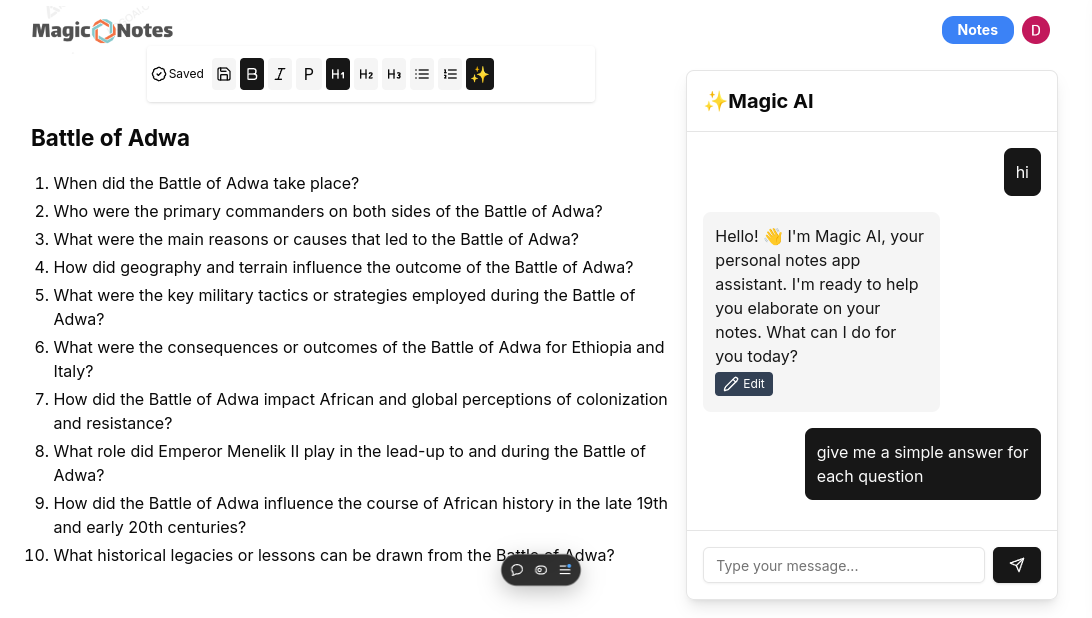 Magic Notes
Notes
D
Saved
B
I
P
H1
H2
H3
✨
✨Magic AI
Battle of Adwa
1. When did the Battle of Adwa take place?
2. Who were the primary commanders on both sides of the Battle of Adwa?
3. What were the main reasons or causes that led to the Battle of Adwa?
4. How did geography and terrain influence the outcome of the Battle of Adwa?
5. What were the key military tactics or strategies employed during the Battle of
Adwa?
6. What were the consequences or outcomes of the Battle of Adwa for Ethiopia and
Italy?
7. How did the Battle of Adwa impact African and global perceptions of colonization
and resistance?
8. What role did Emperor Menelik II play in the lead-up to and during the Battle of
Adwa?
9. How did the Battle of Adwa influence the course of African history in the late 19th
and early 20th centuries?
10. What historical legacies or lessons can be drawn from the Battle of Adwa?
hi
Hello! 👋 I'm Magic AI, your
personal notes app
assistant. I'm ready to help
you elaborate on your
notes. What can I do for
you today?
Edit
give me a simple answer for
each question
Type your message...